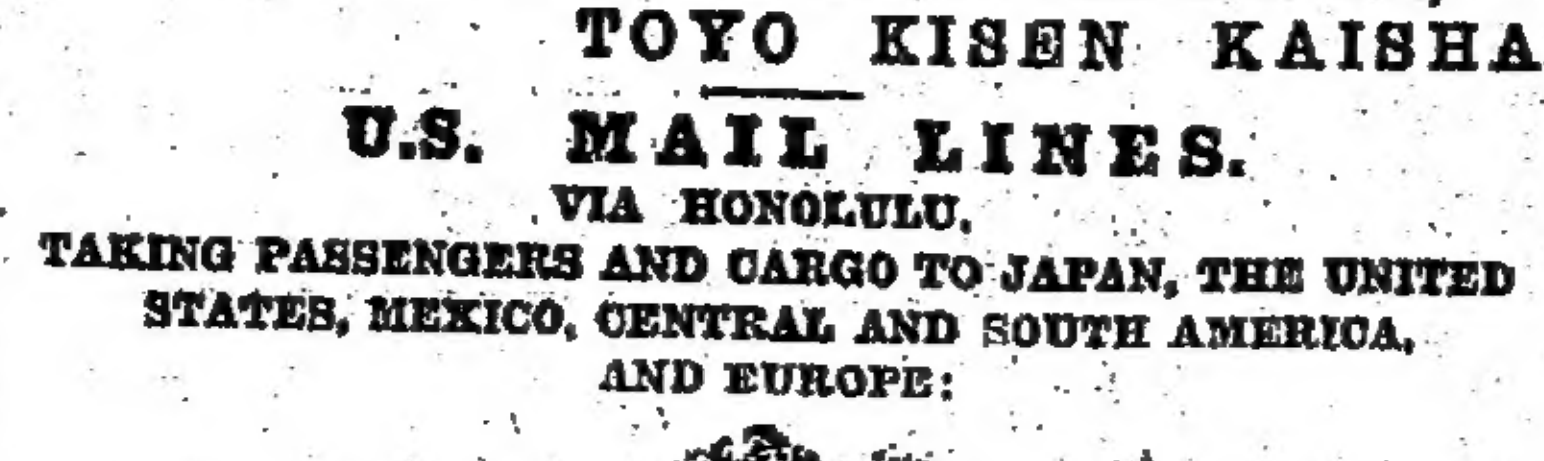 TOYO KISEN KAISHA
U.S. MAIL LINES.
VIA HONOLULU,
TAKING PASSENGERS AND CARGO TO JAPAN, THE UNITED
STATES, MEXICO, CENTRAL AND SOUTH AMERICA,
AND EUROPE: